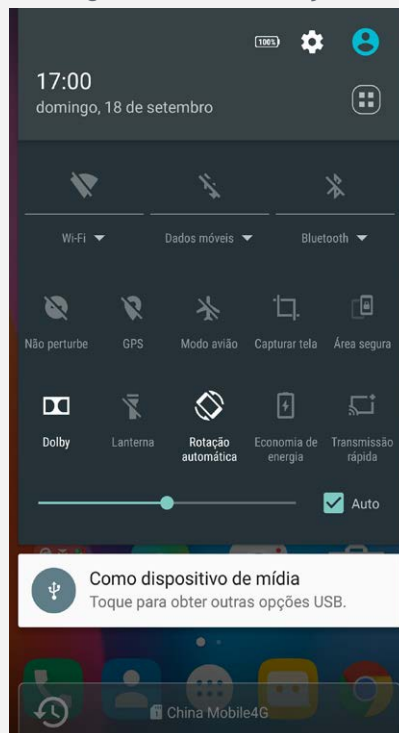 100%
17:00
domingo, 18 de setembro
Wi-Fi
Dados móveis
Bluetooth
Não perturbe
GPS
Modo avião
Capturar tela
Área segura
Dolby
Lanterna
Rotação
automática
Economia de
energia
Transmissão
rápida
Auto
Como dispositivo de mídia
Toque para obter outras opções USB.
China Mobile4G